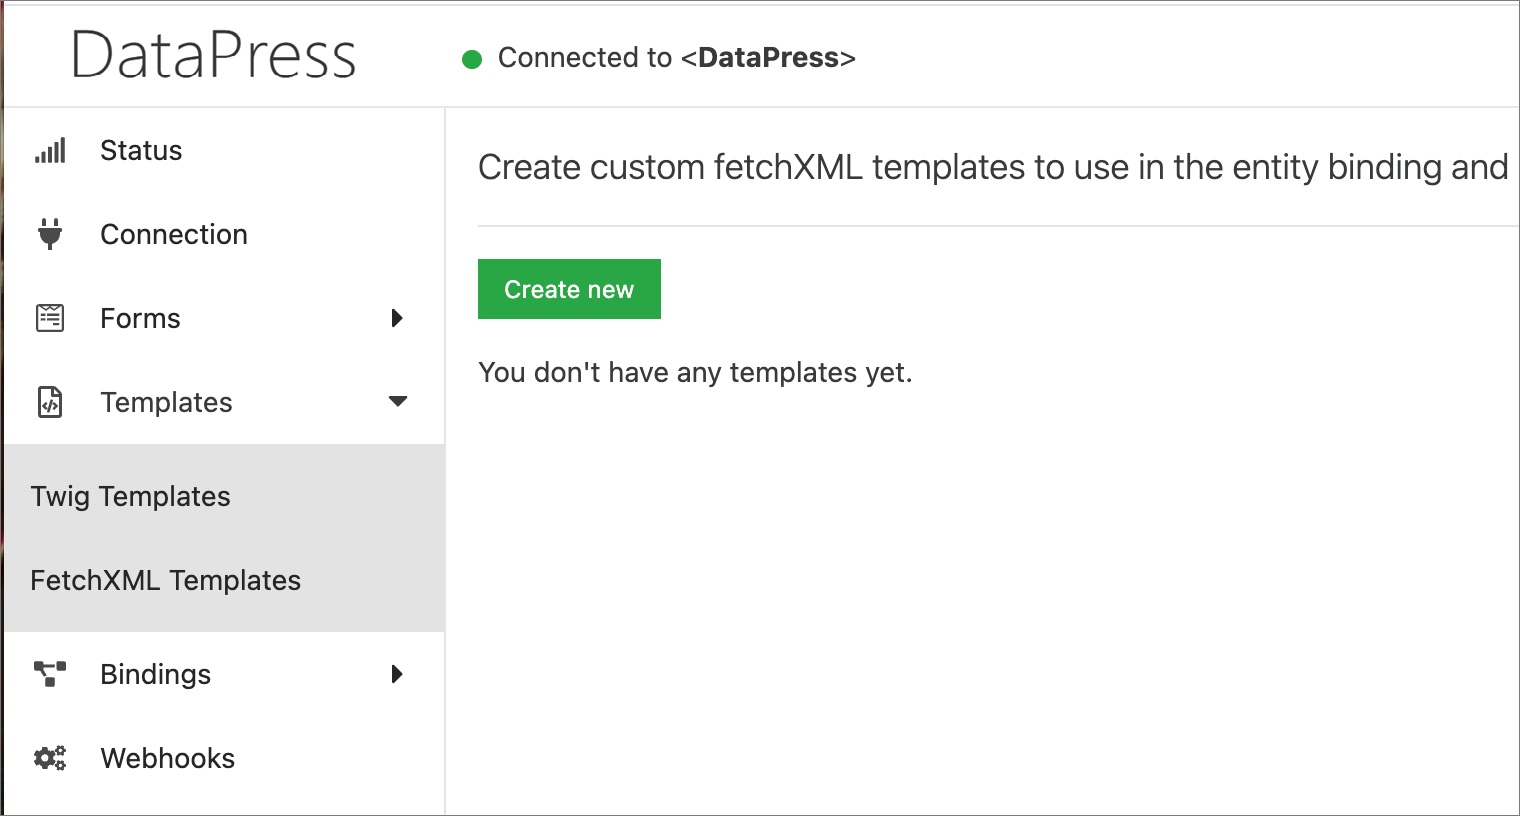 DataPress
Connected to <DataPress>
Status
Connection
Forms
Templates
Twig Templates
FetchXML Templates
Bindings
Webhooks
Create custom fetchXML templates to use in the entity binding and
Create new
You don't have any templates yet.